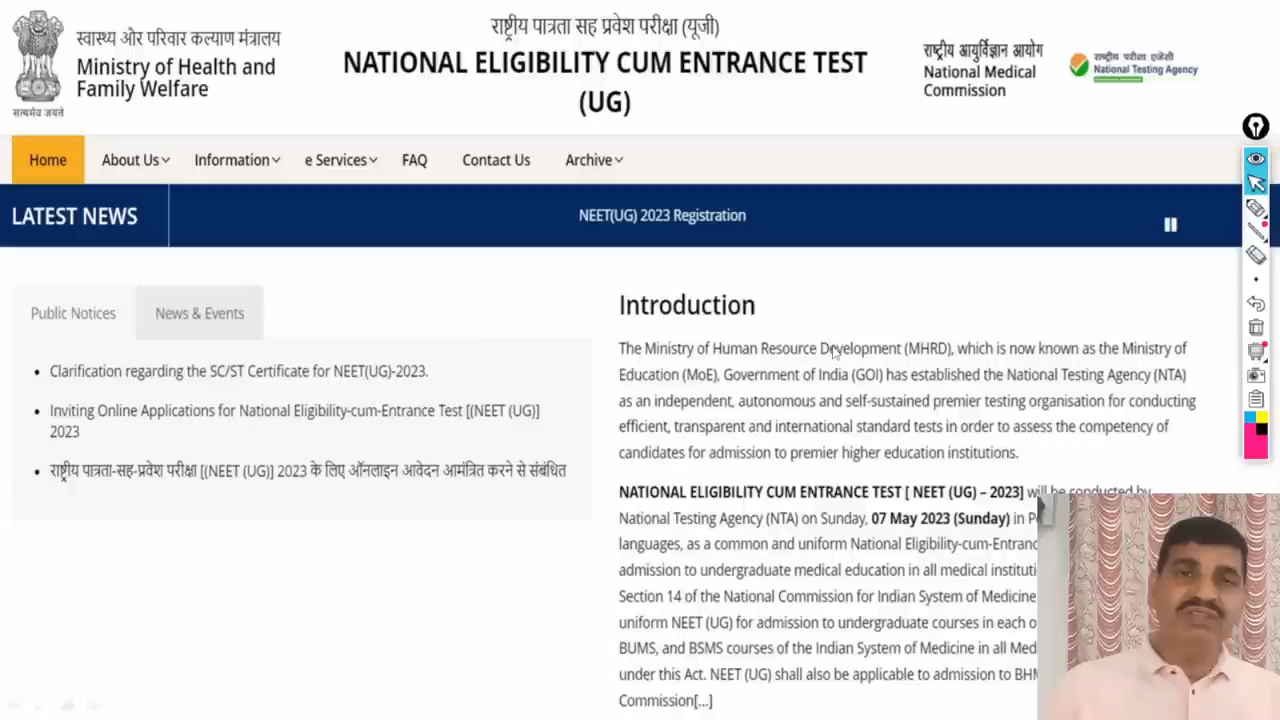 राष्ट्रीय पात्रता सह प्रवेश परीक्षा (यूजी)
स्वास्थ्य और परिवार कल्याण मंत्रालय
Ministry of Health and
Family Welfare
सत्यमेव जयते
NATIONAL ELIGIBILITY CUM ENTRANCE TEST
(UG)
राष्ट्रीय आयुर्विज्ञान आयोग
National Medical
Commission
राष्ट्रीय परीक्षा एजेंसी
National Testing Agency
Home About Us Information e Services FAQ Contact Us Archive
LATEST NEWS
NEET(UG) 2023 Registration
Public Notices News & Events
Clarification regarding the SC/ST Certificate for NEET(UG)-2023.
Inviting Online Applications for National Eligibility-cum-Entrance Test [(NEET (UG)]
2023
राष्ट्रीय पात्रता-सह-प्रवेश परीक्षा [(NEET (UG)] 2023 के लिए ऑनलाइन आवेदन आमंत्रित करने से संबंधित
Introduction
The Ministry of Human Resource Development (MHRD), which is now known as the Ministry of
Education (MoE), Government of India (GOI) has established the National Testing Agency (NTA)
as an independent, autonomous and self-sustained premier testing organisation for conducting
efficient, transparent and international standard tests in order to assess the competency of
candidates for admission to premier higher education institutions.
NATIONAL ELIGIBILITY CUM ENTRANCE TEST [ NEET (UG) – 2023] will be conducted by
National Testing Agency (NTA) on Sunday, 07 May 2023 (Sunday) in
languages, as a common and uniform National Eligibility-cum-Entranc
admission to undergraduate medical education in all medical
Section 14 of the National Commission for Indian System of Medicine
uniform NEET (UG) for admission to undergraduate courses in each
BUMS, and BSMS courses of the Indian System of Medicine in all
under this Act. NEET (UG) shall also be applicable to admission to
Commission[...]